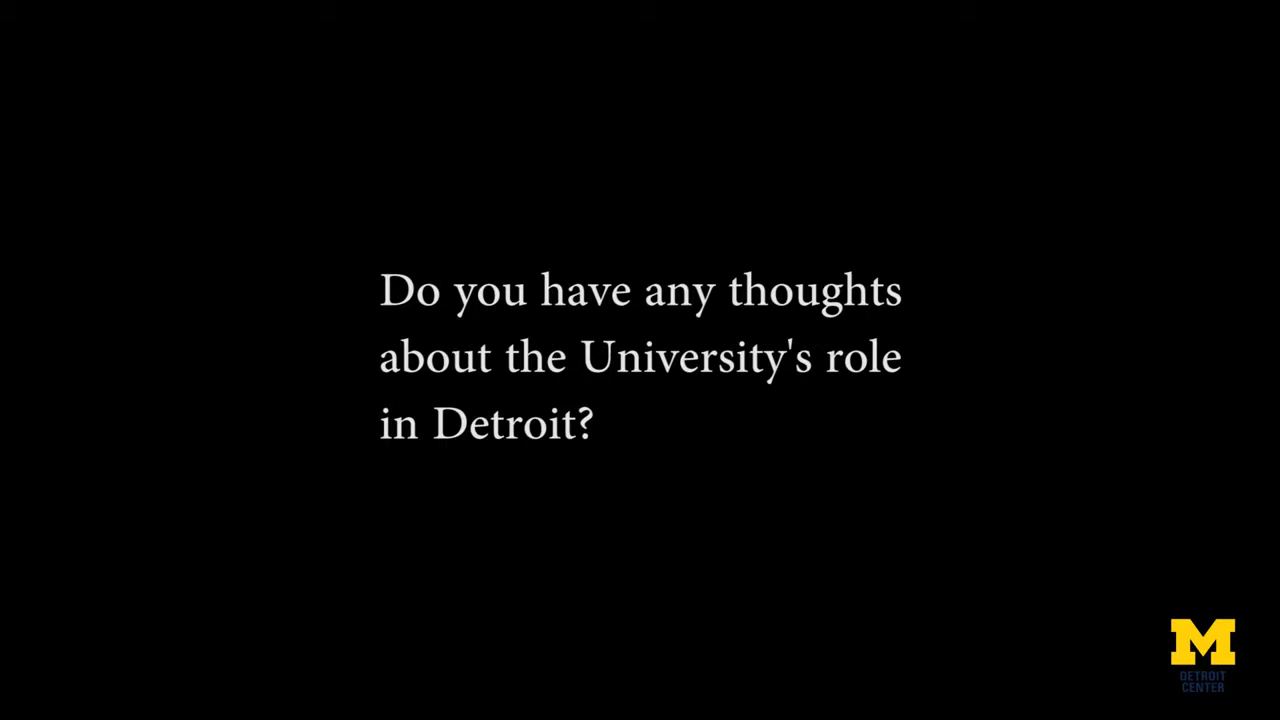 Do you have any thoughts
about the University's role
in Detroit?
M
DETROIT
CENTER